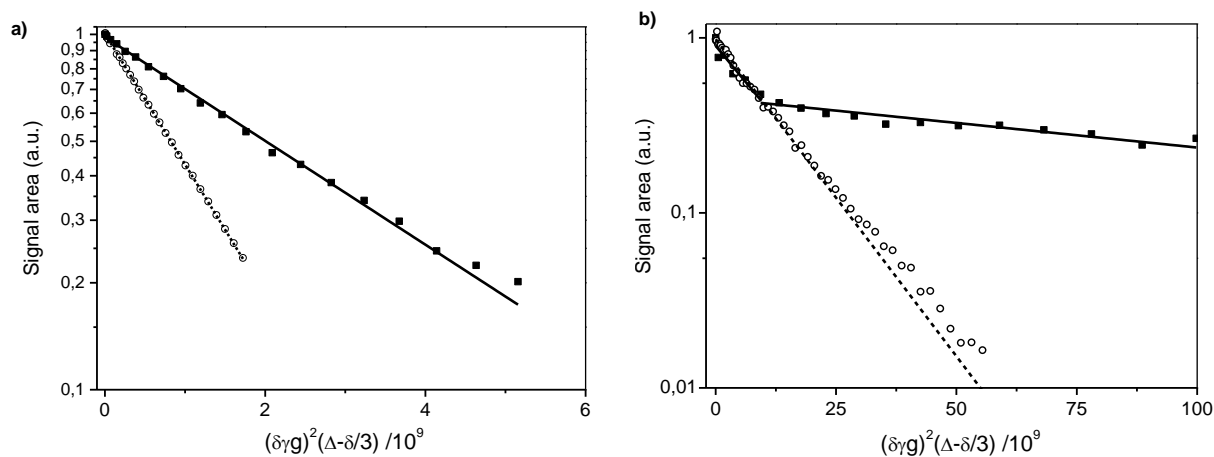 a)
1
0,9
0,8
0,7
0,6
0,5
0,4
0,3
0,2
0,1
Signal area (a.u.)
0 2 4 6
(δγg)²(Δ-δ/3) /10⁹
b)
1
0,1
0,01
Signal area (a.u.)
0 25 50 75 100
(δγg)²(Δ-δ/3) /10⁹